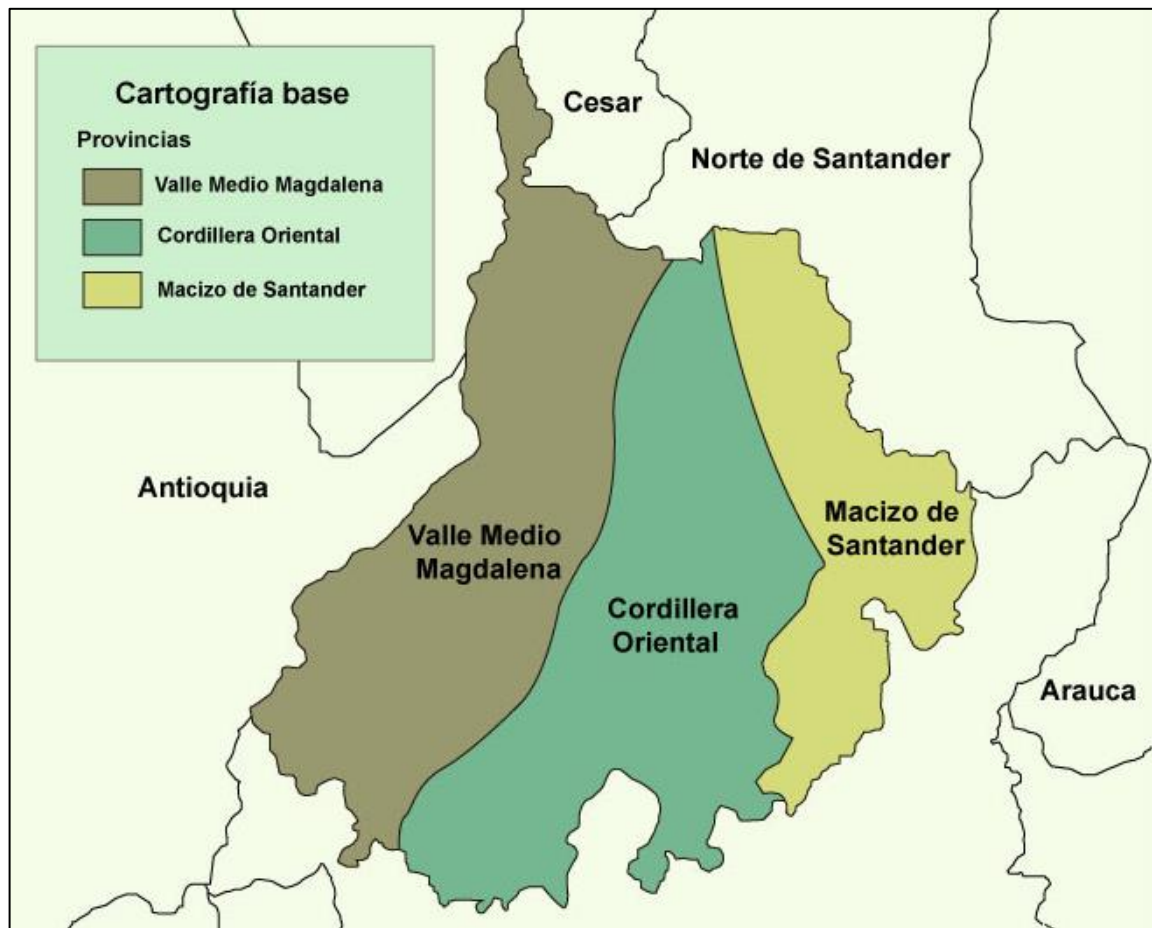 Cartografía base
Provincias
Valle Medio Magdalena
Cordillera Oriental
Macizo de Santander
Cesar
Norte de Santander
Antioquia
Valle Medio
Magdalena
Macizo de
Santander
Cordillera
Oriental
Arauca